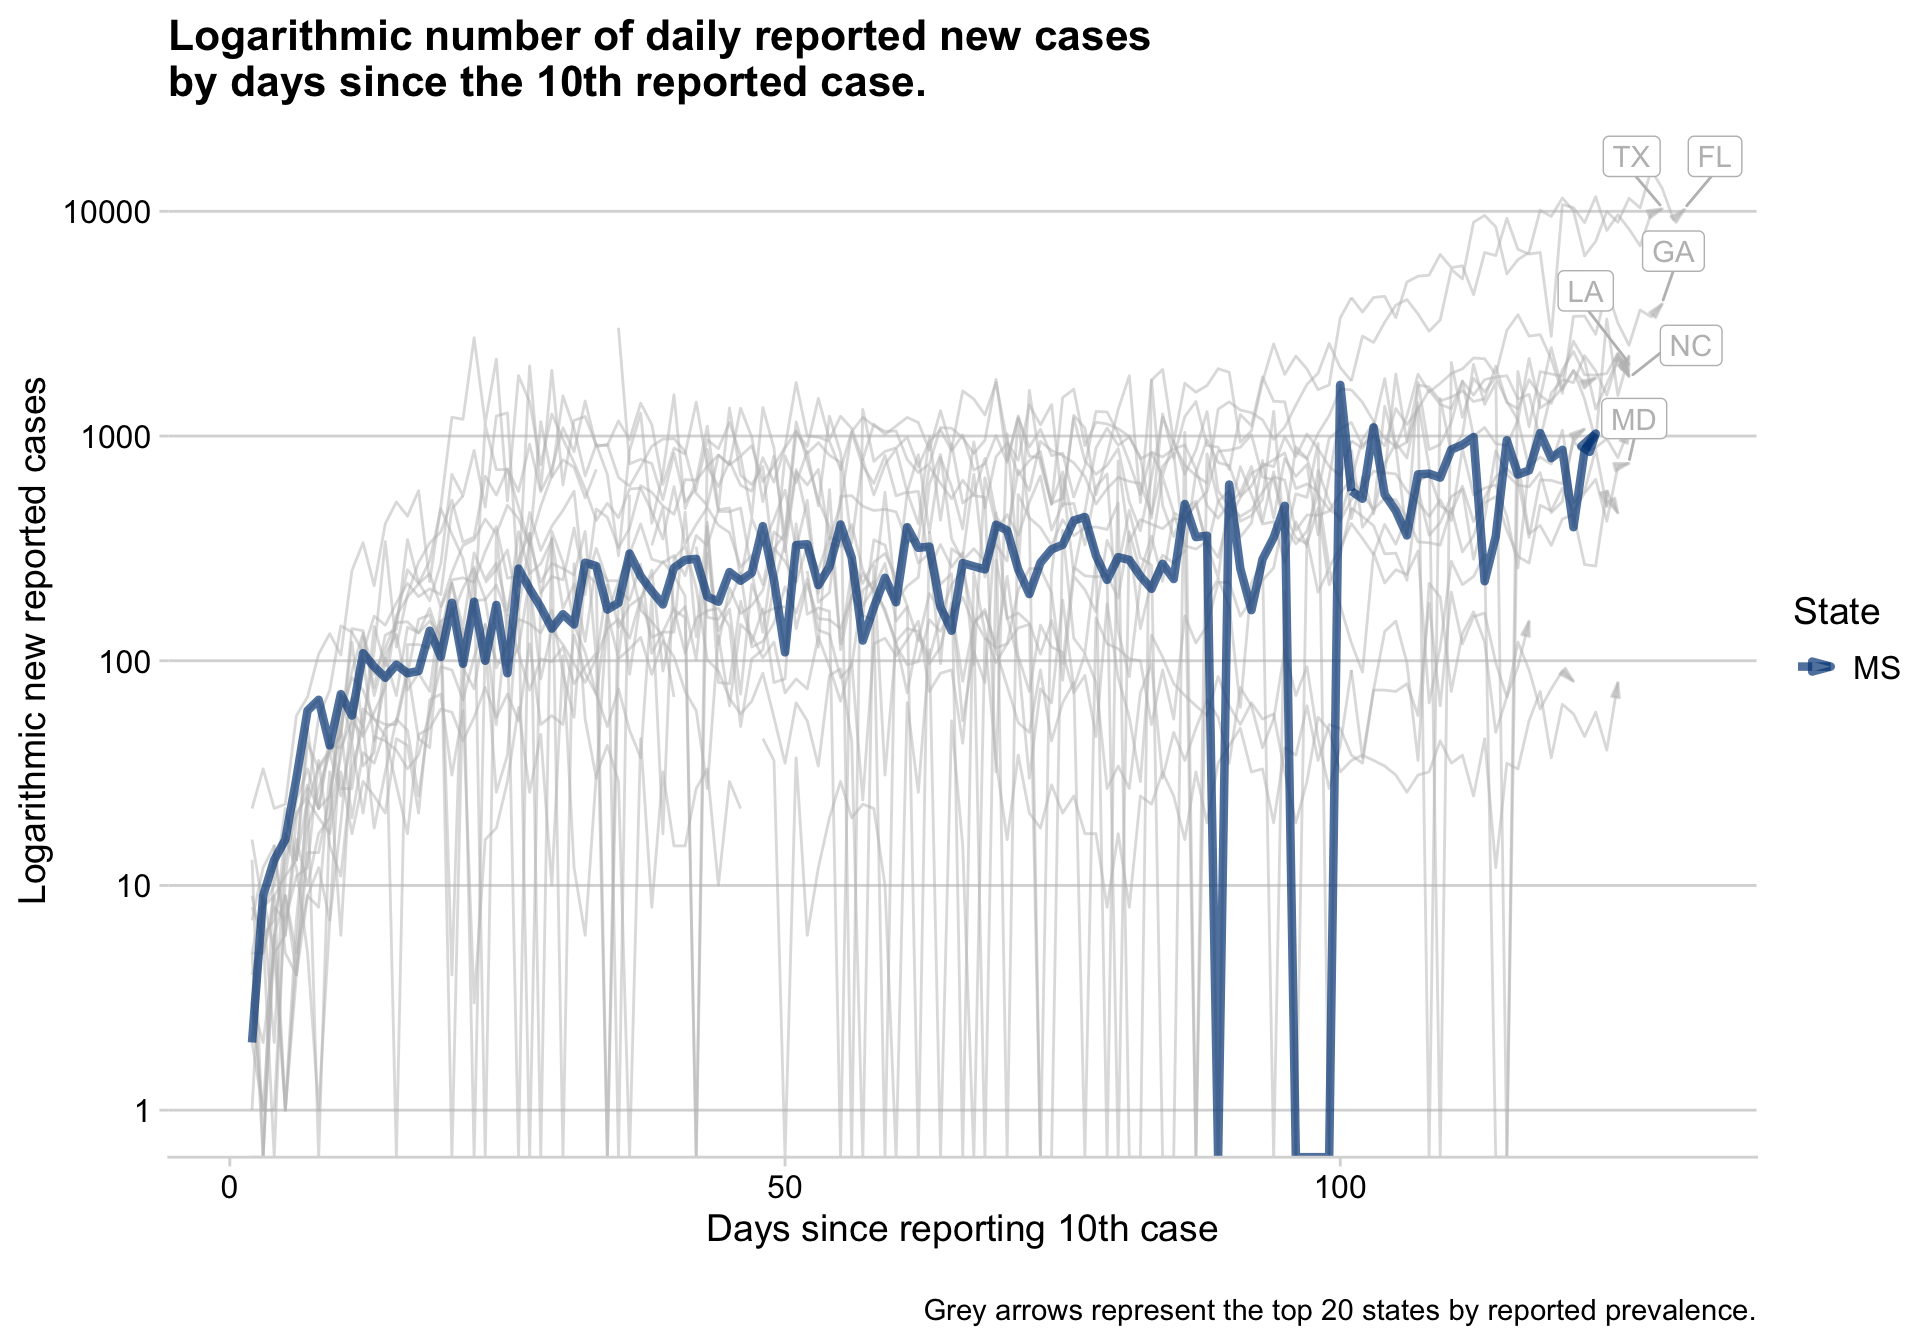 Logarithmic number of daily reported new cases
by days since the 10th reported case.
TX
FL
10000
GA
LA
NC
MD
1000
100
10
1
Logarithmic new reported cases
State
MS
0
50
100
Days since reporting 10th case
Grey arrows represent the top 20 states by reported prevalence.